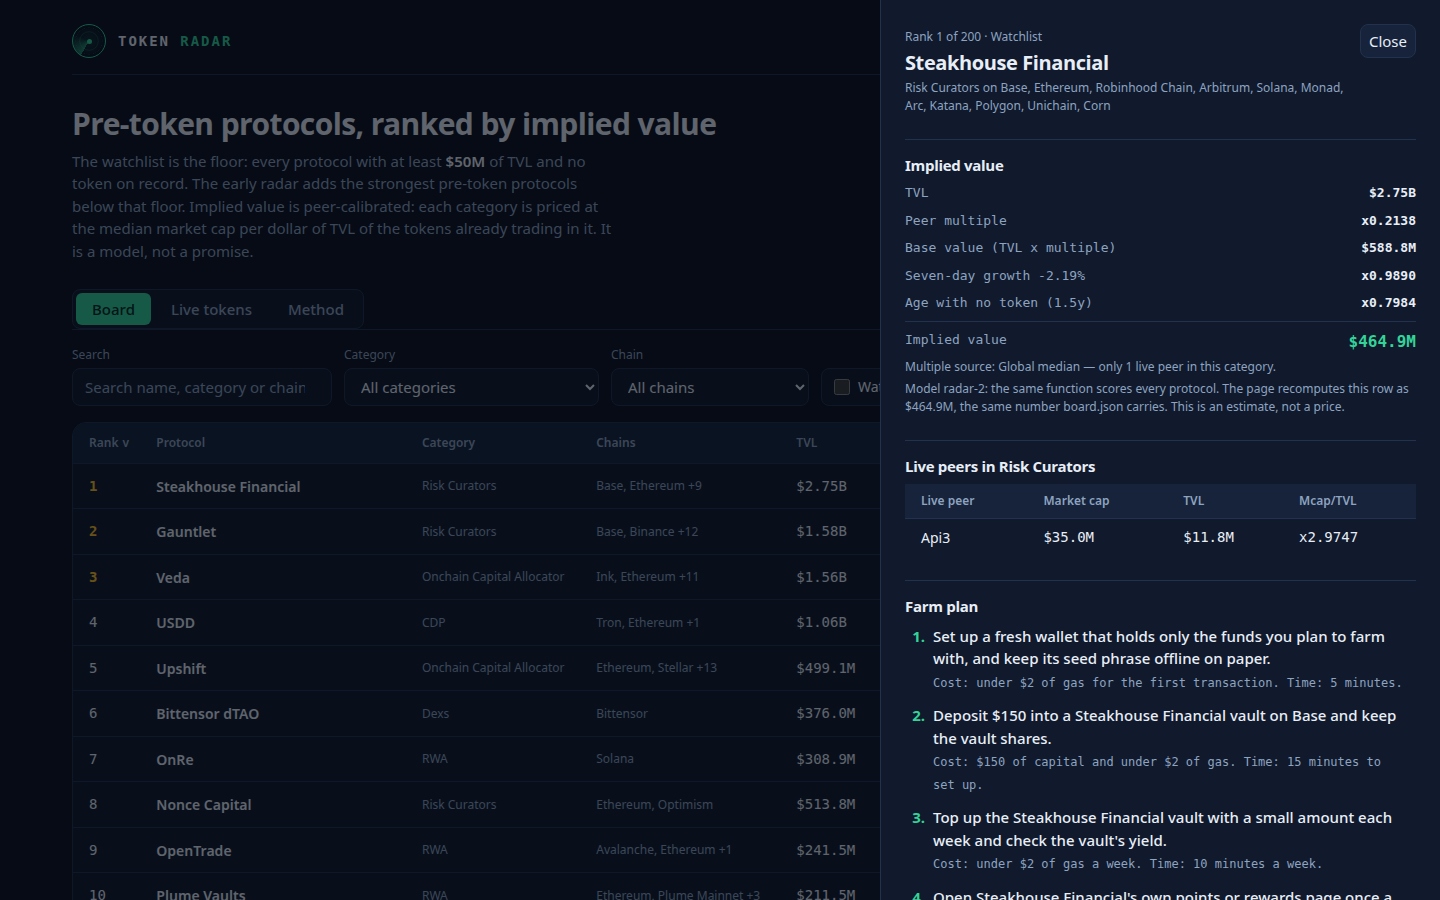 TOKEN RADAR
Pre-token protocols, ranked by implied value
The watchlist is the floor: every protocol with at least $50M of TVL and no
token on record. The early radar adds the strongest pre-token protocols
below that floor. Implied value is peer-calibrated: each category is priced at
the median market cap per dollar of TVL of the tokens already trading in it. It
is a model, not a promise.
Board Live tokens Method
Search Category Chain
Search name, category or chain All categories All chains Wat
Rank v Protocol Category Chains TVL
1 Steakhouse Financial Risk Curators Base, Ethereum +9 $2.75B
2 Gauntlet Risk Curators Base, Binance +12 $1.58B
3 Veda Onchain Capital Allocator Ink, Ethereum +11 $1.56B
4 USDD CDP Tron, Ethereum +1 $1.06B
5 Upshift Onchain Capital Allocator Ethereum, Stellar +13 $499.1M
6 Bittensor dTAO Dexs Bittensor $376.0M
7 OnRe RWA Solana $308.9M
8 Nonce Capital Risk Curators Ethereum, Optimism $513.8M
9 OpenTrade RWA Avalanche, Ethereum +1 $241.5M
10 Plume Vaults RWA Ethereum, Plume Mainnet +3 $211.5M
Rank 1 of 200 · Watchlist
Close
Steakhouse Financial
Risk Curators on Base, Ethereum, Robinhood Chain, Arbitrum, Solana, Monad,
Arc, Katana, Polygon, Unichain, Corn
Implied value
TVL $2.75B
Peer multiple x0.2138
Base value (TVL x multiple) $588.8M
Seven-day growth -2.19% x0.9890
Age with no token (1.5y) x0.7984
Implied value $464.9M
Multiple source: Global median — only 1 live peer in this category.
Model radar-2: the same function scores every protocol. The page recomputes this row as
$464.9M, the same number board.json carries. This is an estimate, not a price.
Live peers in Risk Curators
Live peer Market cap TVL Mcap/TVL
Api3 $35.0M $11.8M x2.9747
Farm plan
1. Set up a fresh wallet that holds only the funds you plan to farm
with, and keep its seed phrase offline on paper.
Cost: under $2 of gas for the first transaction. Time: 5 minutes.
2. Deposit $150 into a Steakhouse Financial vault on Base and keep
the vault shares.
Cost: $150 of capital and under $2 of gas. Time: 15 minutes to
set up.
3. Top up the Steakhouse Financial vault with a small amount each
week and check the vault's yield.
Cost: under $2 of gas a week. Time: 10 minutes a week.
4. Open Steakhouse Financial's own points or rewards page once a